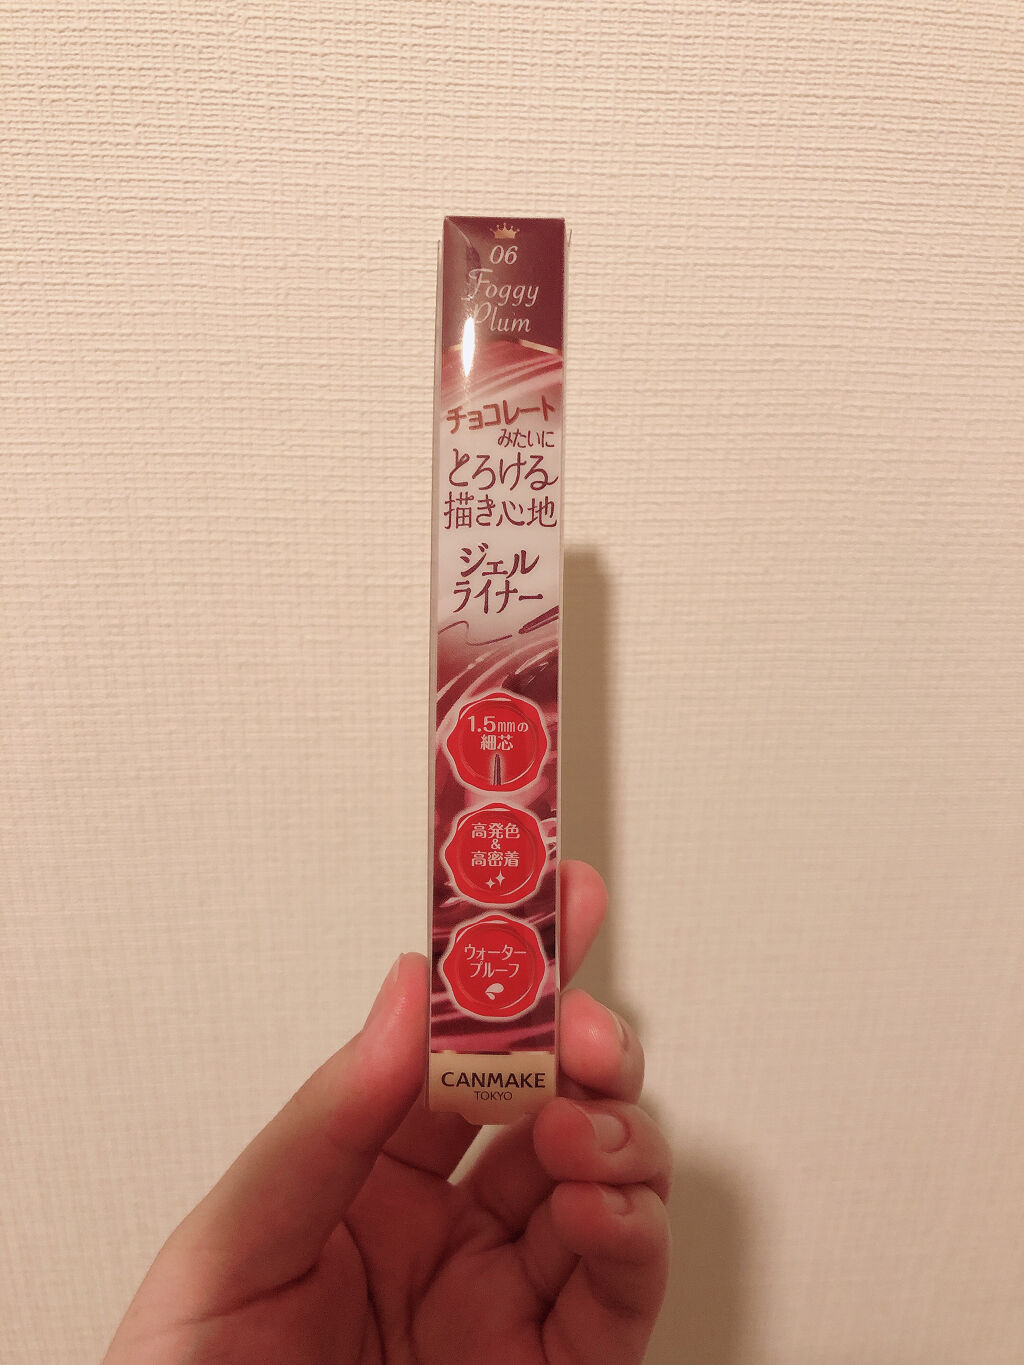 06
Foggy
Plum
チョコレート
みたいに
とろける
描き心地
ジェル
ライナー
1.5mmの
細芯
高発色
&
高密着
ウォーター
プルーフ
CANMAKE
TOKYO